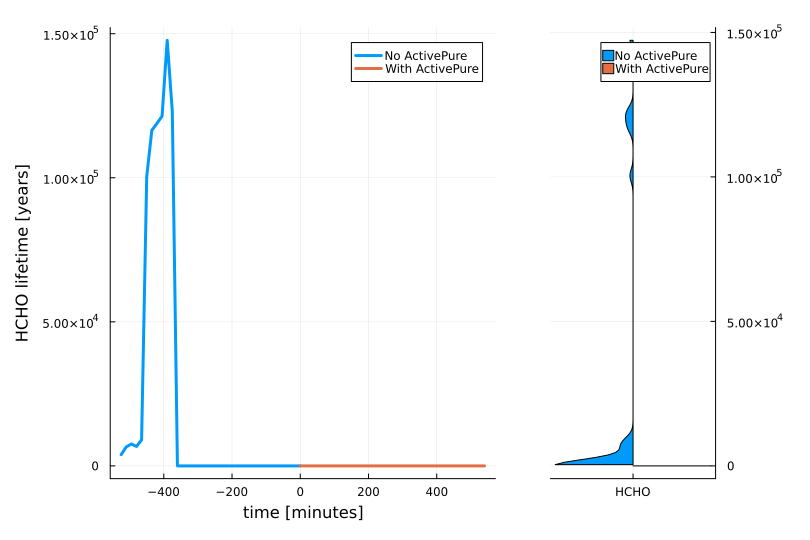 1.50×10⁵
1.00×10⁵
5.00×10⁴
0
HCHO lifetime [years]
−400
−200
0
200
400
time [minutes]
No ActivePure
With ActivePure
No ActivePure
With ActivePure
1.50×10⁵
1.00×10⁵
5.00×10⁴
0
HCHO